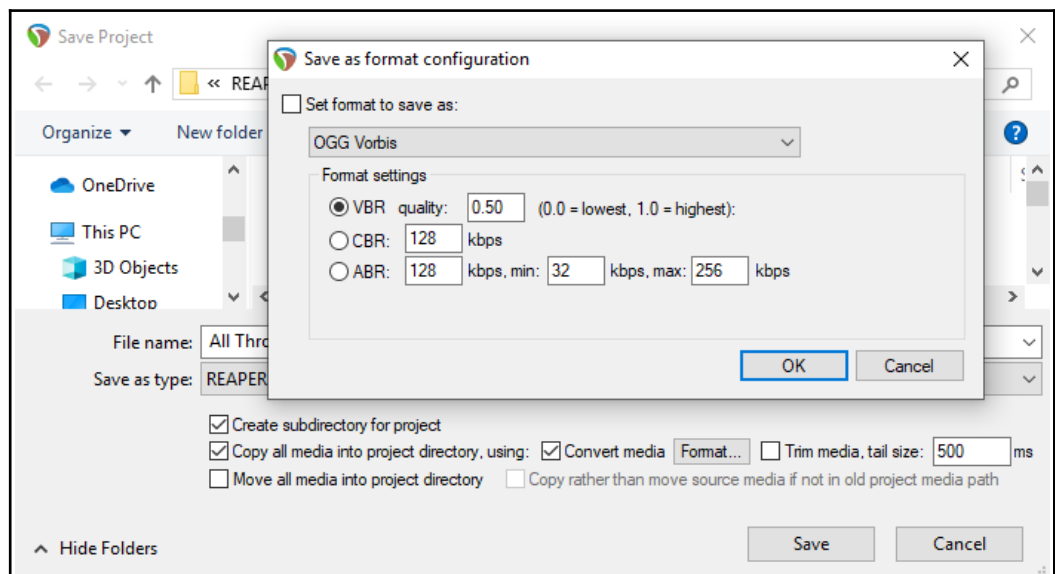 Save Project
Save as format configuration
« REAP
Set format to save as:
Organize New folder
OGG Vorbis
Format settings
OneDrive
VBR quality: 0.50 (0.0 = lowest, 1.0 = highest):
This PC
CBR: 128 kbps
3D Objects
ABR: 128 kbps, min: 32 kbps, max: 256 kbps
Desktop
File name: All Thro
OK Cancel
Save as type: REAPER
Create subdirectory for project
Copy all media into project directory, using: Convert media Format... Trim media, tail size: 500 ms
Move all media into project directory Copy rather than move source media if not in old project media path
Hide Folders Save Cancel